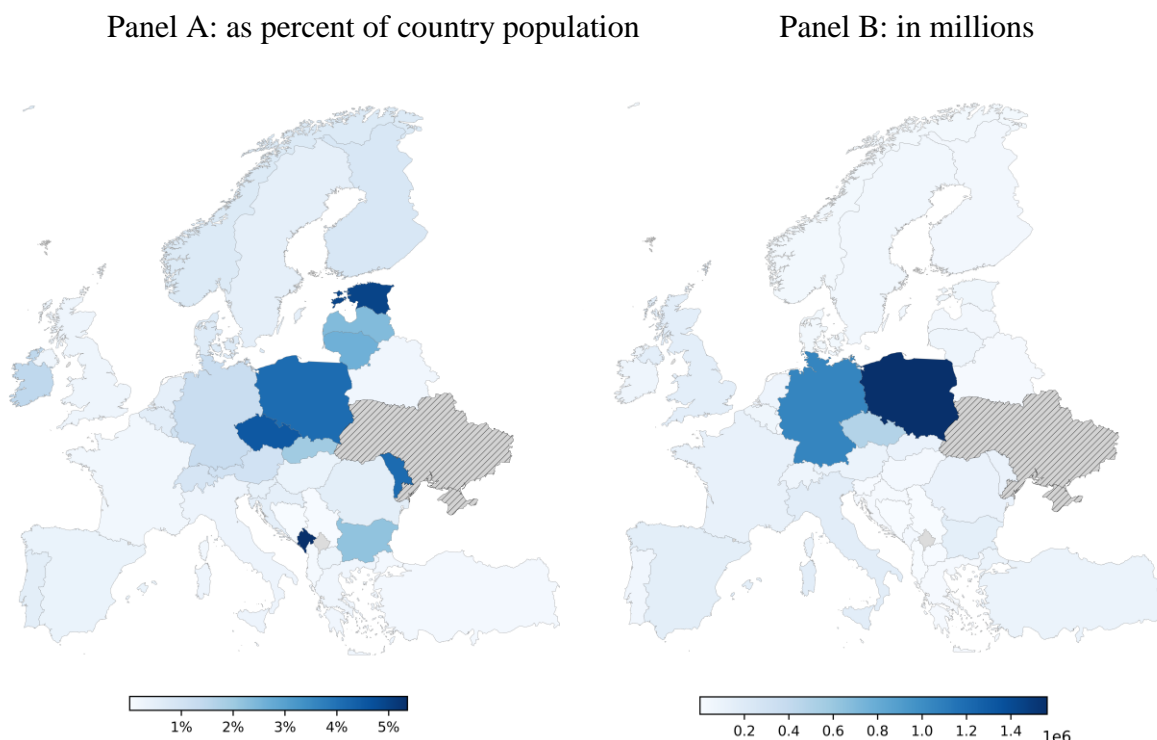 Panel A: as percent of country population
Panel B: in millions
1% 2% 3% 4% 5%
0.2 0.4 0.6 0.8 1.0 1.2 1.4
1e6